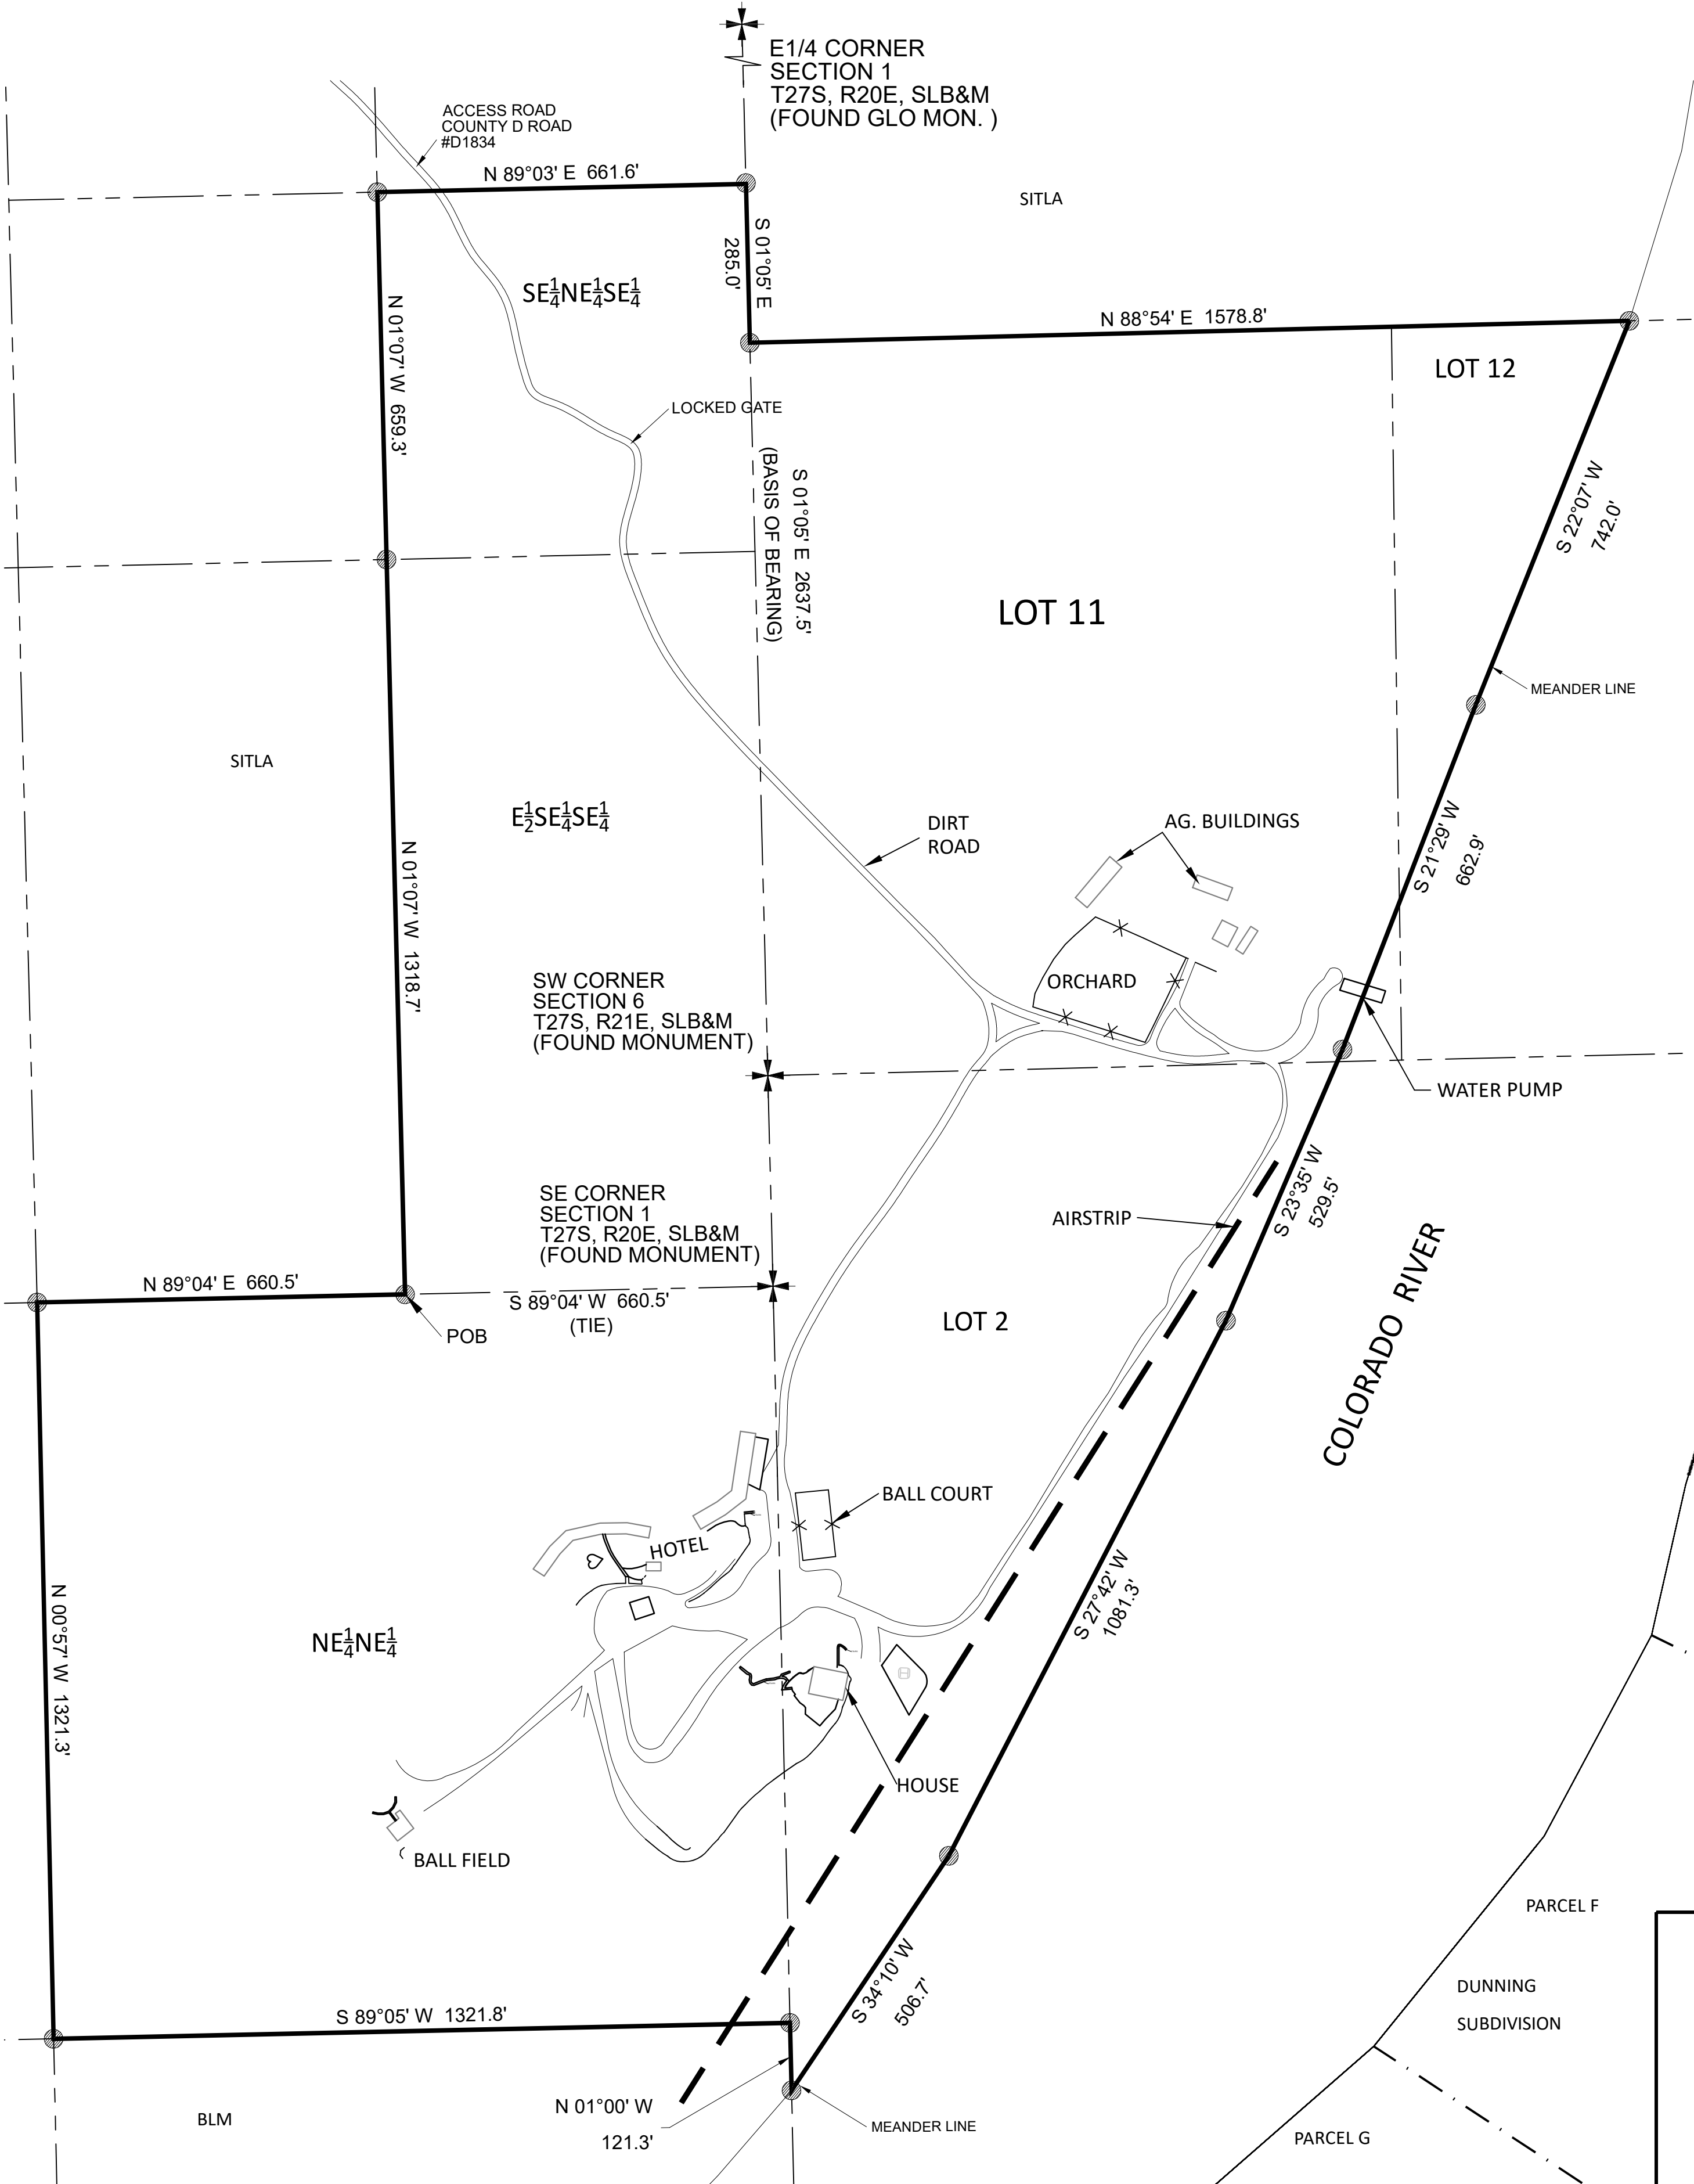 E1/4 CORNER
SECTION 1
T27S, R20E, SLB&M
(FOUND GLO MON. )
ACCESS ROAD
COUNTY D ROAD
#D1834
N 89°03' E 661.6'
SITLA
S 01°05' E
285.0'
SE1/4NE1/4SE1/4
N 01°07' W 659.3'
N 88°54' E 1578.8'
LOT 12
LOCKED GATE
S 01°05' E 2637.5'
(BASIS OF BEARING)
S 22°07' W
742.0'
LOT 11
MEANDER LINE
SITLA
E1/2SE1/4SE1/4
DIRT
ROAD
AG. BUILDINGS
S 21°29' W
662.9'
N 01°07' W 1318.7'
SW CORNER
SECTION 6
T27S, R21E, SLB&M
(FOUND MONUMENT)
ORCHARD
WATER PUMP
SE CORNER
SECTION 1
T27S, R20E, SLB&M
(FOUND MONUMENT)
AIRSTRIP
S 23°35' W
529.5'
COLORADO RIVER
N 89°04' E 660.5'
S 89°04' W 660.5'
(TIE)
POB
LOT 2
BALL COURT
HOTEL
S 27°42' W
1081.3'
N 00°57' W 1321.3'
NE1/4NE1/4
HOUSE
BALL FIELD
PARCEL F
DUNNING
SUBDIVISION
S 34°10' W
506.7'
S 89°05' W 1321.8'
N 01°00' W
121.3'
BLM
MEANDER LINE
PARCEL G